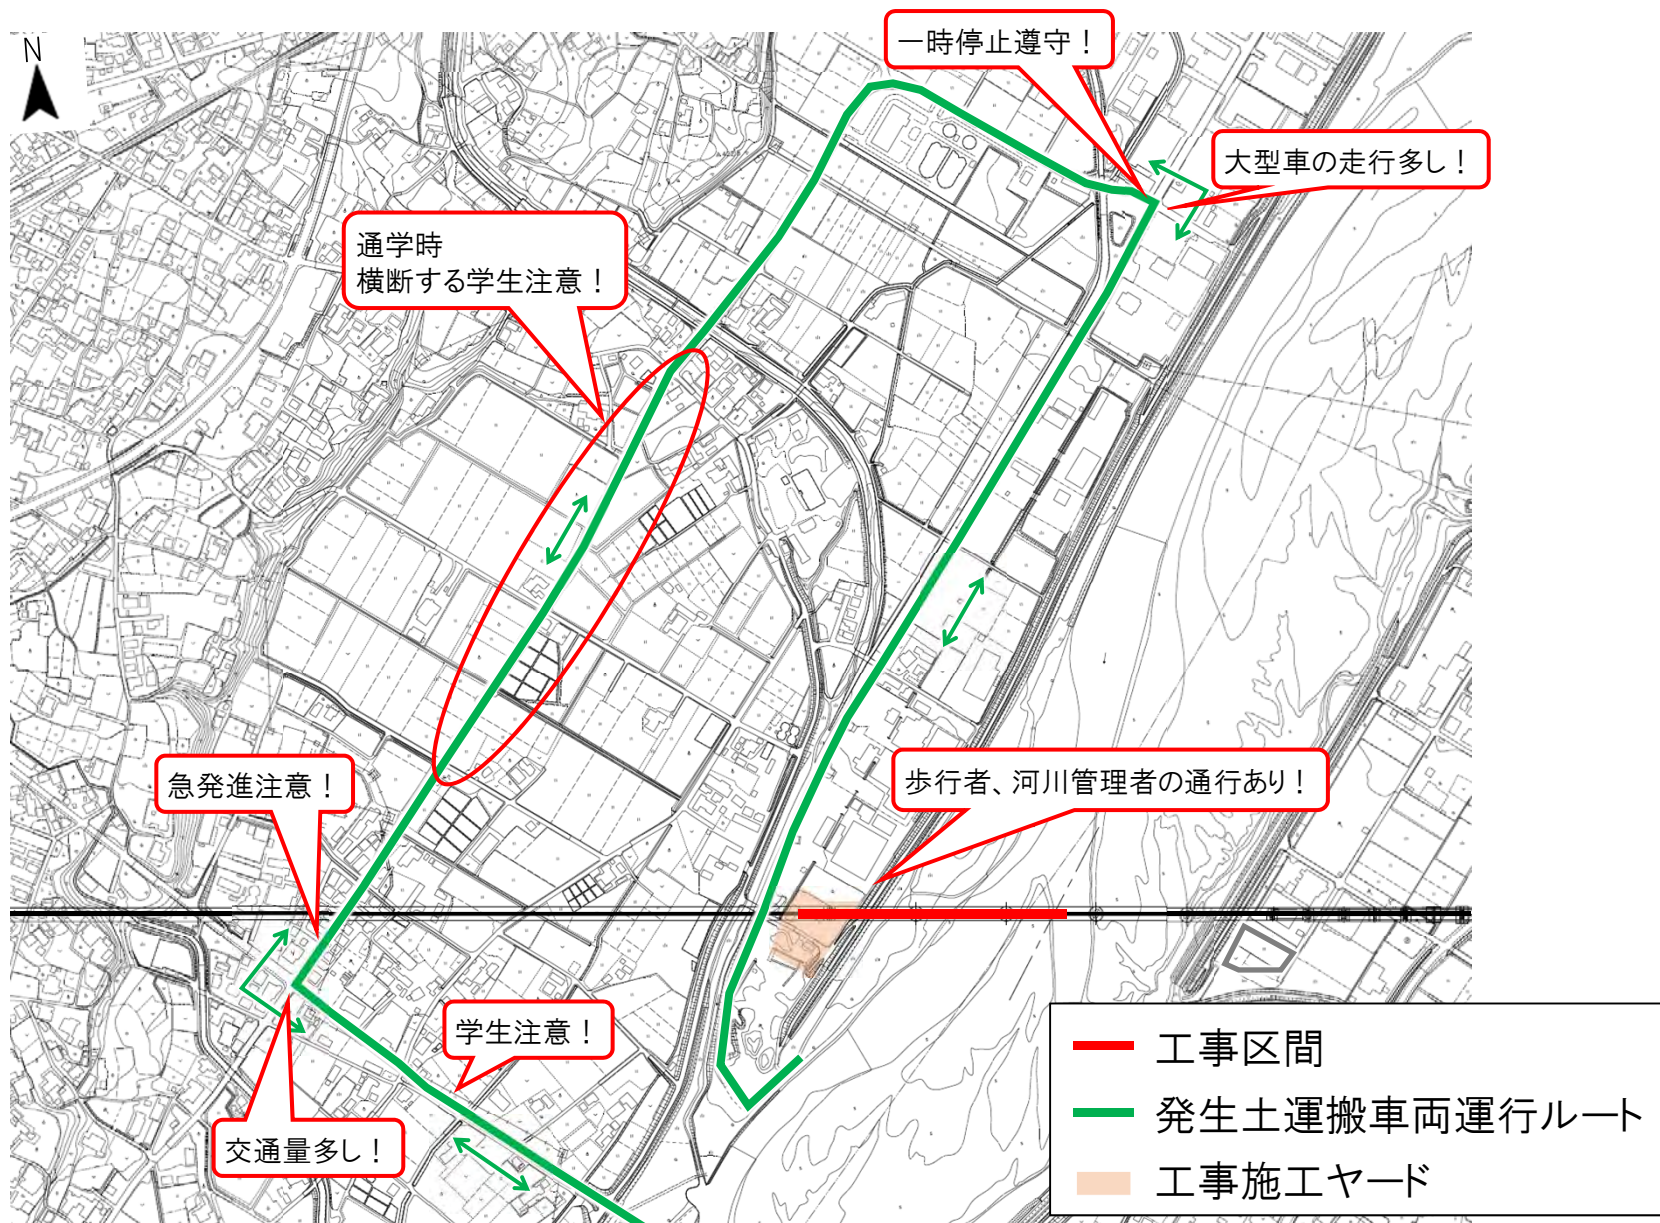 N
一時停止遵守！
大型車の走行多し！
通学時
横断する学生注意！
急発進注意！
歩行者、河川管理者の通行あり！
学生注意！
交通量多し！
工事区間
発生土運搬車両運行ルート
工事施工ヤード